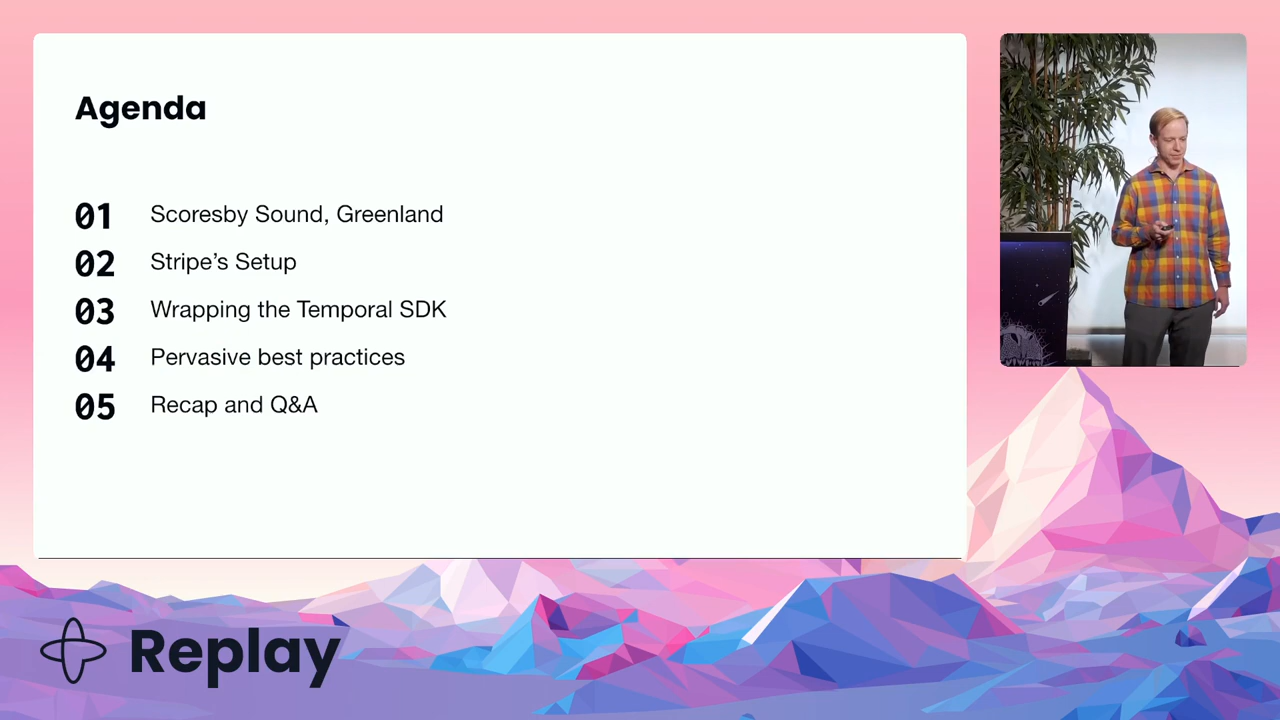 Agenda
01 Scoresby Sound, Greenland
02 Stripe’s Setup
03 Wrapping the Temporal SDK
04 Pervasive best practices
05 Recap and Q&A
Replay